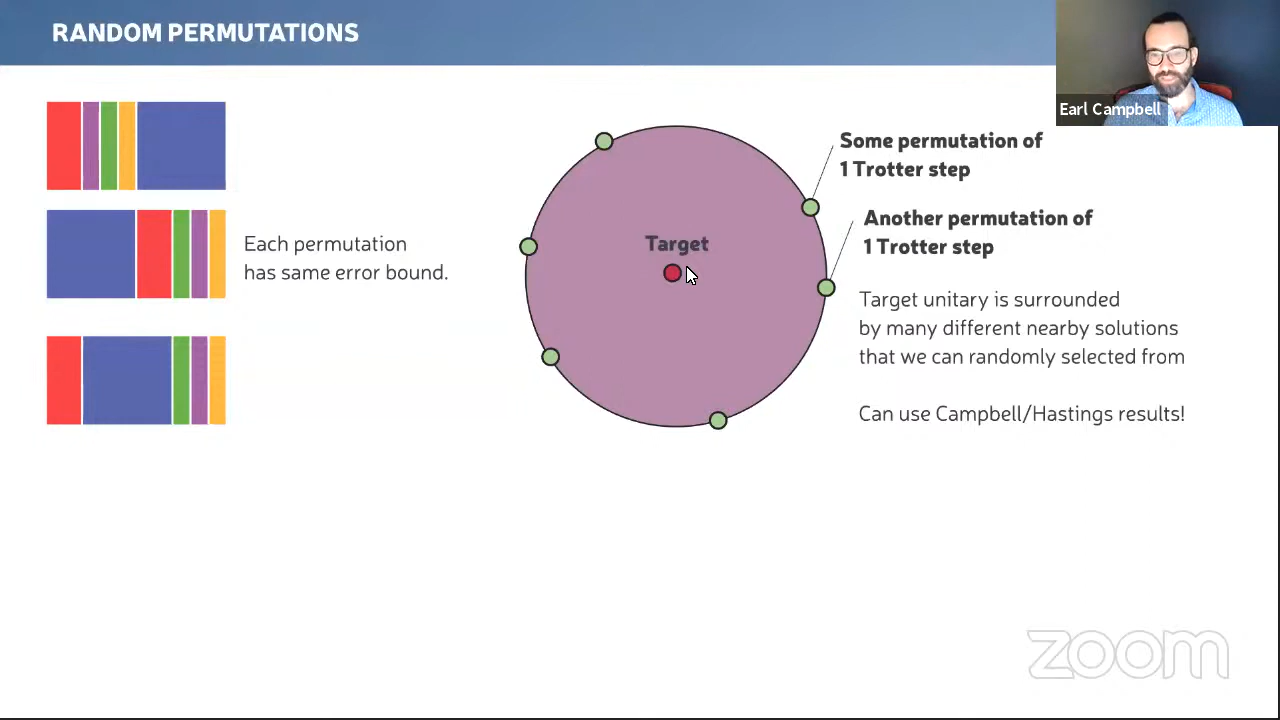 RANDOM PERMUTATIONS
Earl Campbell
Each permutation
has same error bound.
Target
Some permutation of
1 Trotter step
Another permutation of
1 Trotter step
Target unitary is surrounded
by many different nearby solutions
that we can randomly selected from
Can use Campbell/Hastings results!
zoom